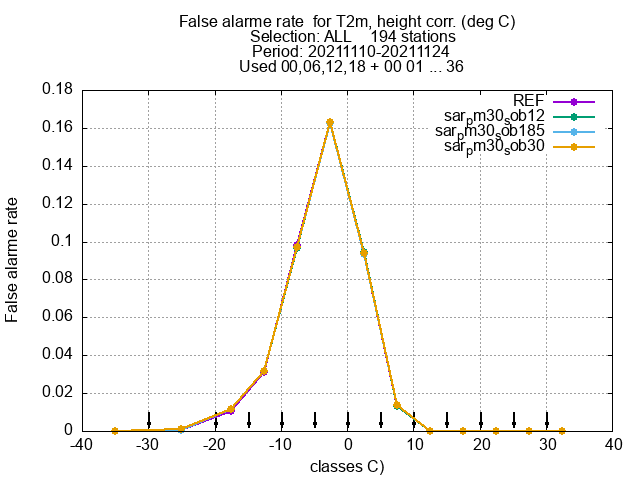 False alarme rate  for T2m, height corr. (deg C)
Selection: ALL    194 stations
Period: 20211110-20211124
Used 00,06,12,18 + 00 01 ... 36
REF
sarpm30sob12
sarpm30sob185
sarpm30sob30
False alarme rate
0.18
0.16
0.14
0.12
0.1
0.08
0.06
0.04
0.02
0
-40 -30 -20 -10 0 10 20 30 40
classes C)